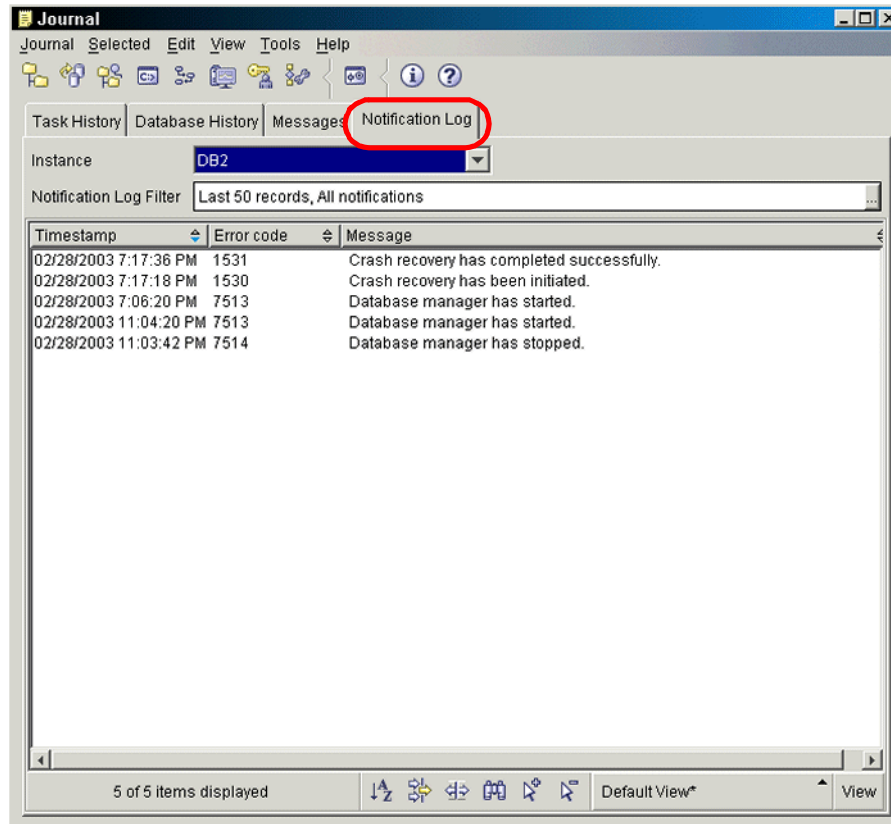 Journal
Journal Selected Edit View Tools Help
Task History Database History Messages Notification Log
Instance DB2
Notification Log Filter Last 50 records, All notifications ...
Timestamp Error code Message
02/28/2003 7:17:36 PM 1531 Crash recovery has completed successfully.
02/28/2003 7:17:18 PM 1530 Crash recovery has been initiated.
02/28/2003 7:06:20 PM 7513 Database manager has started.
02/28/2003 11:04:20 PM 7513 Database manager has started.
02/28/2003 11:03:42 PM 7514 Database manager has stopped.
5 of 5 items displayed Default View* View